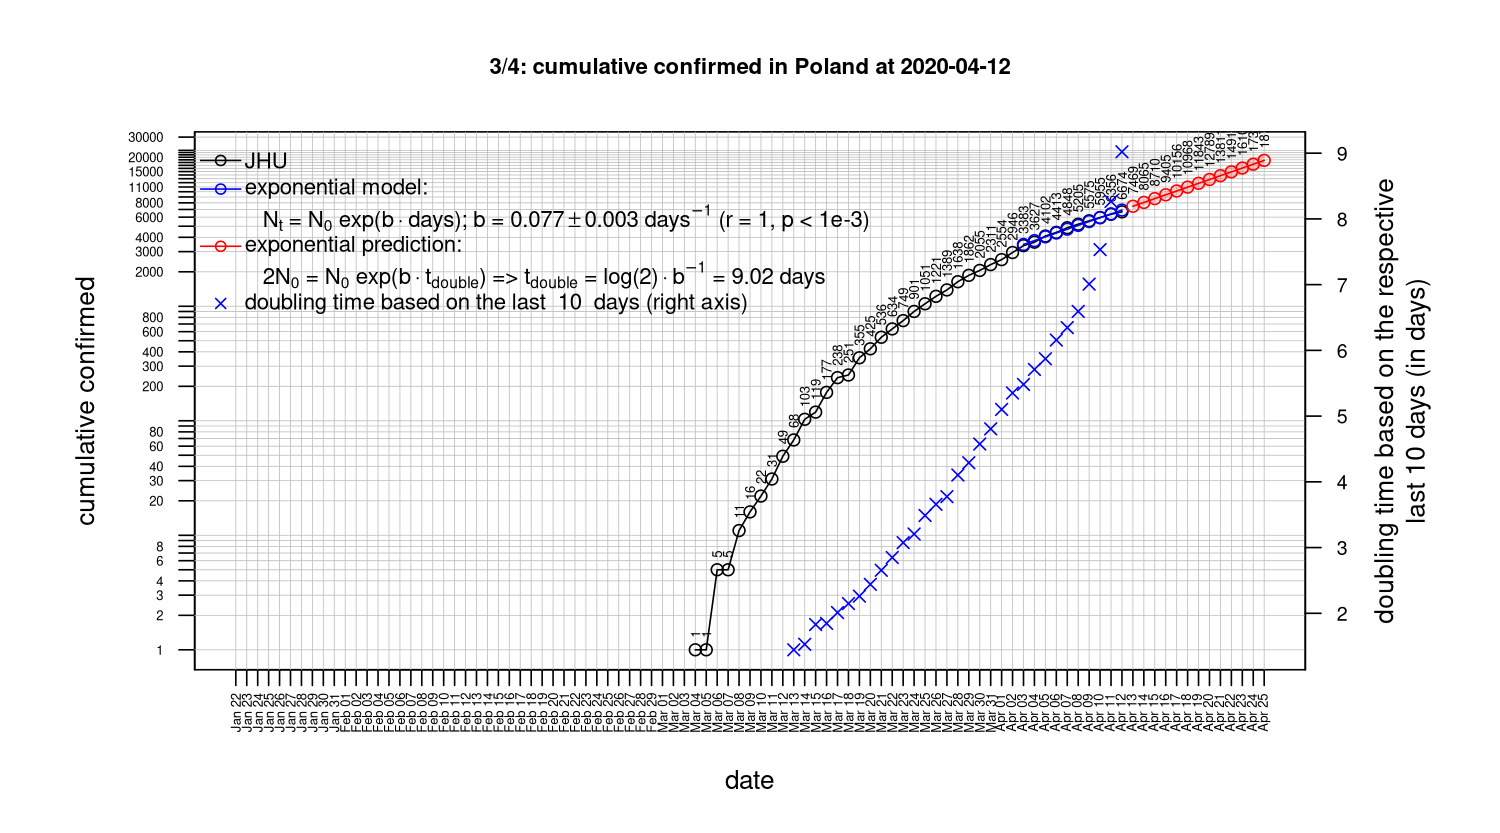 3/4: cumulative confirmed in Poland at 2020-04-12
JHU
exponential model:
Nt = N0 exp(b · days); b = 0.077 ± 0.003 days−1 (r = 1, p < 1e-3)
exponential prediction:
2N0 = N0 exp(b · tdouble) => tdouble = log(2) · b−1 = 9.02 days
doubling time based on the last 10 days (right axis)
cumulative confirmed
30000
20000
15000
11000
8000
6000
4000
3000
2000
800
600
400
300
200
80
60
40
30
20
8
6
4
3
2
1
1 1 5 5 11 16 22 31 49 68 103 119 177 238 251 355 425 536 634 749 901 1051 1221 1389 1638 1862 2055 2311 2554 2946 3383 3627 4102 4413 4848 5205 5575 5955 6356 6674 7469 8065 8710 9405 10156 10968 11843 12789 13811
9
8
7
6
5
4
3
2
doubling time based on the respective
last 10 days (in days)
Jan 22 Jan 23 Jan 24 Jan 25 Jan 26 Jan 27 Jan 28 Jan 29 Jan 30 Jan 31 Feb 01 Feb 02 Feb 03 Feb 04 Feb 05 Feb 06 Feb 07 Feb 08 Feb 09 Feb 10 Feb 11 Feb 12 Feb 13 Feb 14 Feb 15 Feb 16 Feb 17 Feb 18 Feb 19 Feb 20 Feb 21 Feb 22 Feb 23 Feb 24 Feb 25 Feb 26 Feb 27 Feb 28 Feb 29 Mar 01 Mar 02 Mar 03 Mar 04 Mar 05 Mar 06 Mar 07 Mar 08 Mar 09 Mar 10 Mar 11 Mar 12 Mar 13 Mar 14 Mar 15 Mar 16 Mar 17 Mar 18 Mar 19 Mar 20 Mar 21 Mar 22 Mar 23 Mar 24 Mar 25 Mar 26 Mar 27 Mar 28 Mar 29 Mar 30 Mar 31 Apr 01 Apr 02 Apr 03 Apr 04 Apr 05 Apr 06 Apr 07 Apr 08 Apr 09 Apr 10 Apr 11 Apr 12 Apr 13 Apr 14 Apr 15 Apr 16 Apr 17 Apr 18 Apr 19 Apr 20 Apr 21 Apr 22 Apr 23 Apr 24 Apr 25
date